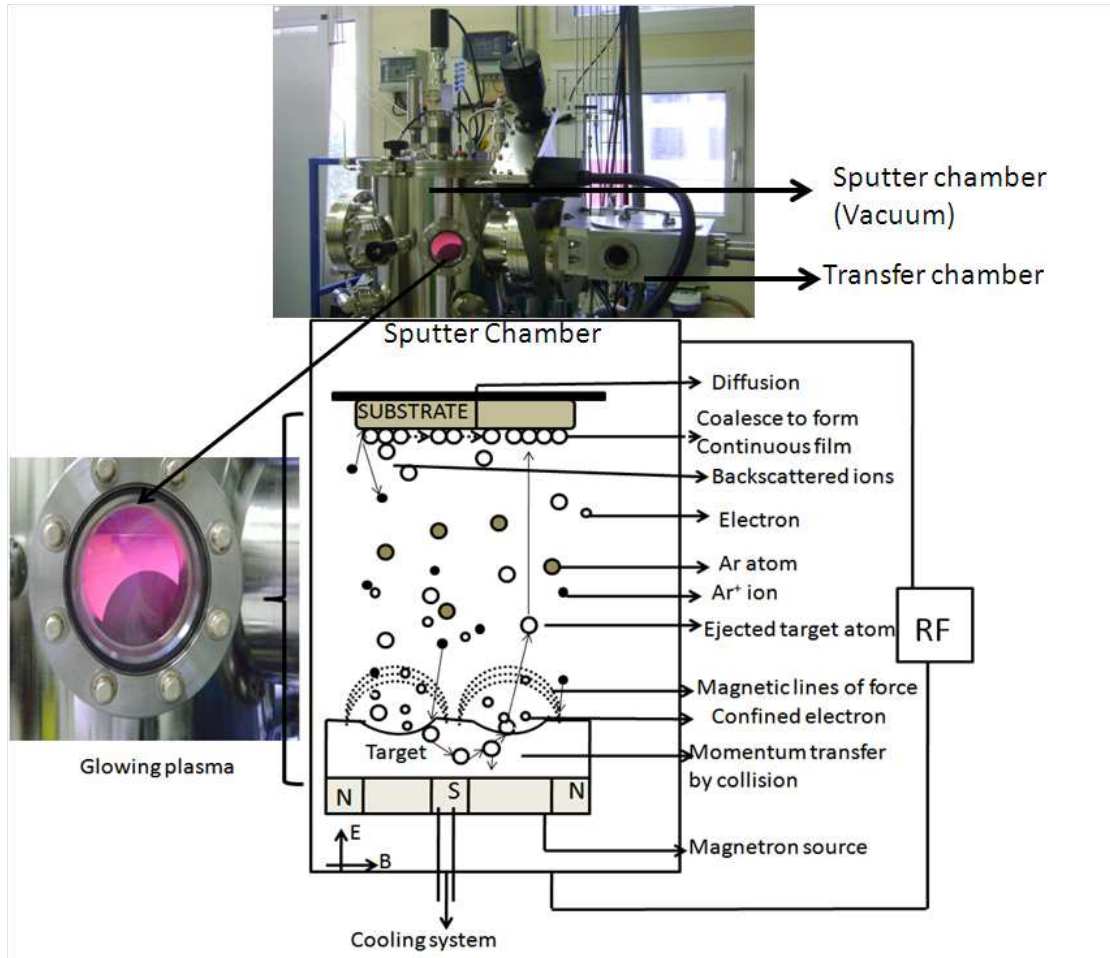 Sputter chamber
(Vacuum)
Transfer chamber
Sputter Chamber
Diffusion
SUBSTRATE
Coalesce to form
Continuous film
Backscattered ions
Electron
Ar atom
Ar⁺ ion
Ejected target atom
RF
Magnetic lines of force
Confined electron
Target
Momentum transfer
by collision
Glowing plasma
N
S
N
E
B
Magnetron source
Cooling system